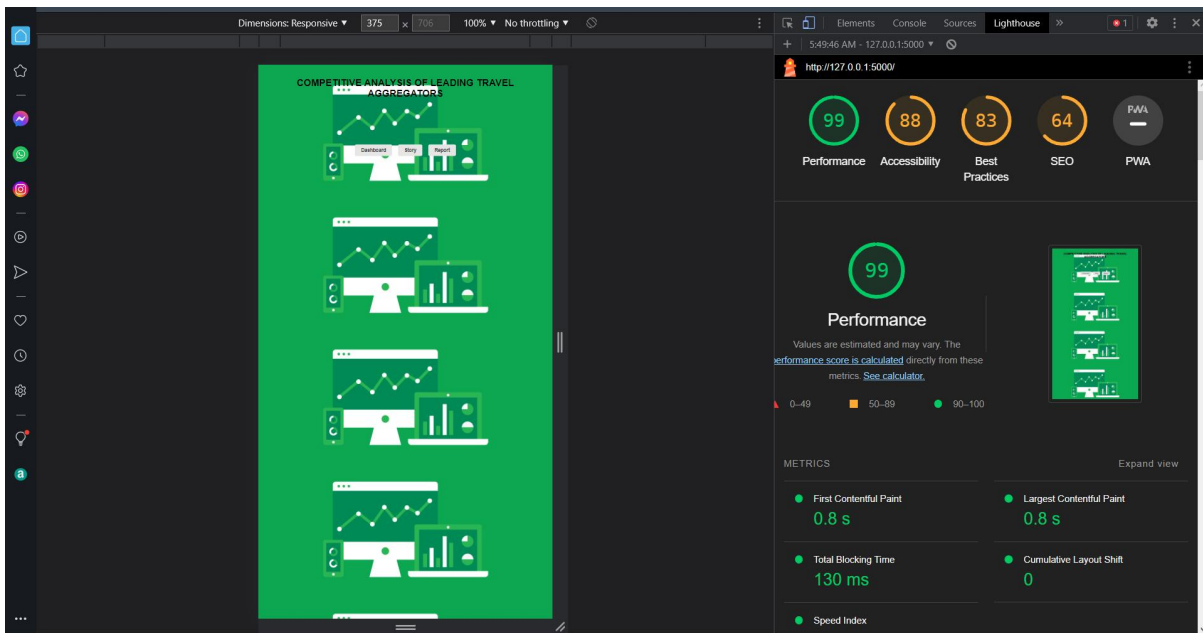 Dimensions: Responsive ▼ 375 × 706 100% ▼ No throttling ▼
Elements Console Sources Lighthouse » 1
+ 5:49:46 AM - 127.0.0.1:5000 ▼
http://127.0.0.1:5000/
COMPETITIVE ANALYSIS OF LEADING TRAVEL
AGGREGATORS
Dashboard Story Report
99 88 83 64 PWA
Performance Accessibility Best Practices SEO PWA
99
Performance
Values are estimated and may vary. The
performance score is calculated directly from these
metrics. See calculator.
0–49 50–89 90–100
METRICS Expand view
First Contentful Paint
0.8 s
Largest Contentful Paint
0.8 s
Total Blocking Time
130 ms
Cumulative Layout Shift
0
Speed Index
a